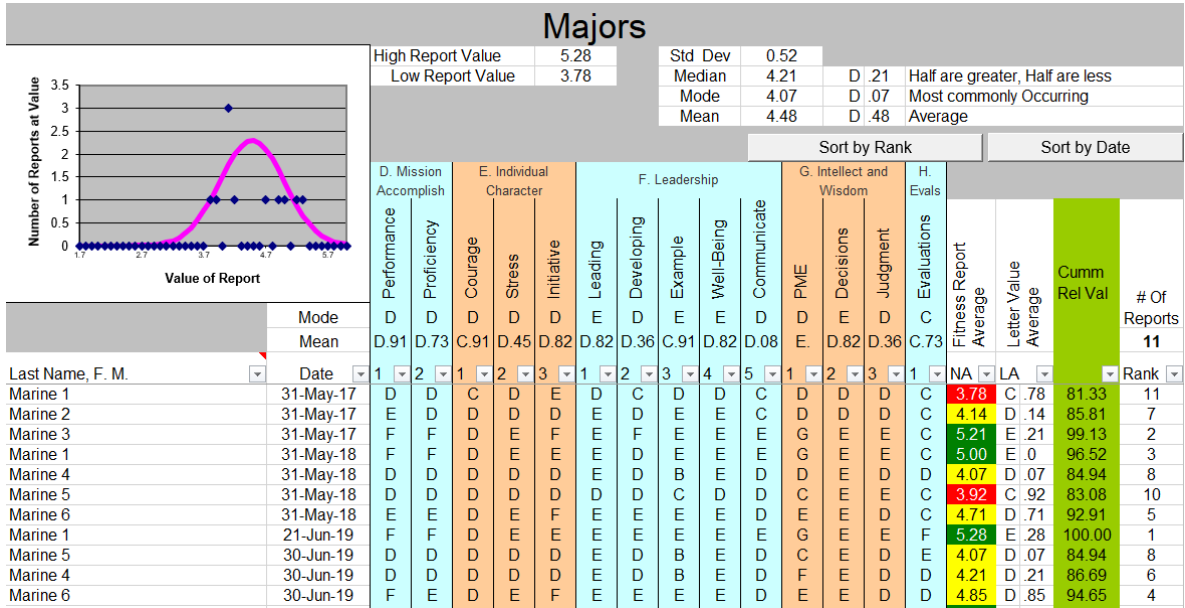 Majors
High Report Value 5.28 Std Dev 0.52
Low Report Value 3.78 Median 4.21 D .21 Half are greater, Half are less
Mode 4.07 D .07 Most commonly Occurring
Mean 4.48 D .48 Average
Sort by Rank Sort by Date
Number of Reports at Value
3.5
3
2.5
2
1.5
1
0.5
0
1.7 2.7 3.7 4.7 5.7
Value of Report
D. Mission Accomplish E. Individual Character F. Leadership G. Intellect and Wisdom H. Evals
Performance Proficiency Courage Stress Initiative Leading Developing Example Well-Being Communicate PME Decisions Judgment Evaluations Fitness Report Average Letter Value Average Cumm Rel Val # Of Reports
Mode D D D D D E D E E D D E D C
Mean D.91 D.73 C.91 D.45 D.82 D.82 D.36 C.91 D.82 D.08 E. D.82 D.36 C.73 11
Last Name, F. M. Date 1 2 1 2 3 1 2 3 4 5 1 2 3 1 NA LA Rank
Marine 1 31-May-17 D D C D E D C D D C D D D C 3.78 C .78 81.33 11
Marine 2 31-May-17 E D D D D E D E E C D D D C 4.14 D .14 85.81 7
Marine 3 31-May-17 F F D E F E F E E E G E E C 5.21 E .21 99.13 2
Marine 1 31-May-18 F F D E E E E E E E G E E C 5.00 E .0 96.52 3
Marine 4 31-May-18 D D D D D E D B E D D E D D 4.07 D .07 84.94 8
Marine 5 31-May-18 D D D D D D D C D D C E E C 3.92 C .92 83.08 10
Marine 6 31-May-18 E E D E F E E E E D E E D C 4.71 D .71 92.91 5
Marine 1 21-Jun-19 F F D E E E E E E E G E E F 5.28 E .28 100.00 1
Marine 5 30-Jun-19 D D D D D E D B E D C E D E 4.07 D .07 84.94 8
Marine 4 30-Jun-19 D D D D D E D B E D F E D D 4.21 D .21 86.69 6
Marine 6 30-Jun-19 F E D E F E E E E D E E D D 4.85 D .85 94.65 4